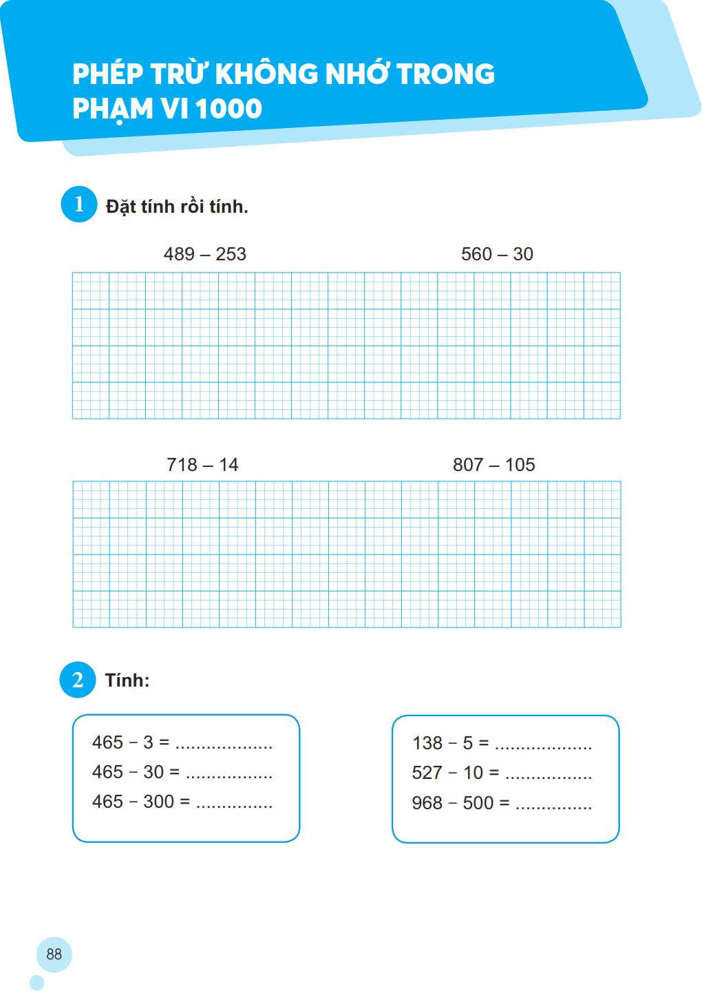 PHÉP TRỪ KHÔNG NHỚ TRONG
PHẠM VI 1000
1 Đặt tính rồi tính.
489 – 253 560 – 30
718 – 14 807 – 105
2 Tính:
465 – 3 = ...................
465 – 30 = .................
465 – 300 = ...............
138 – 5 = ...................
527 – 10 = .................
968 – 500 = ...............
88